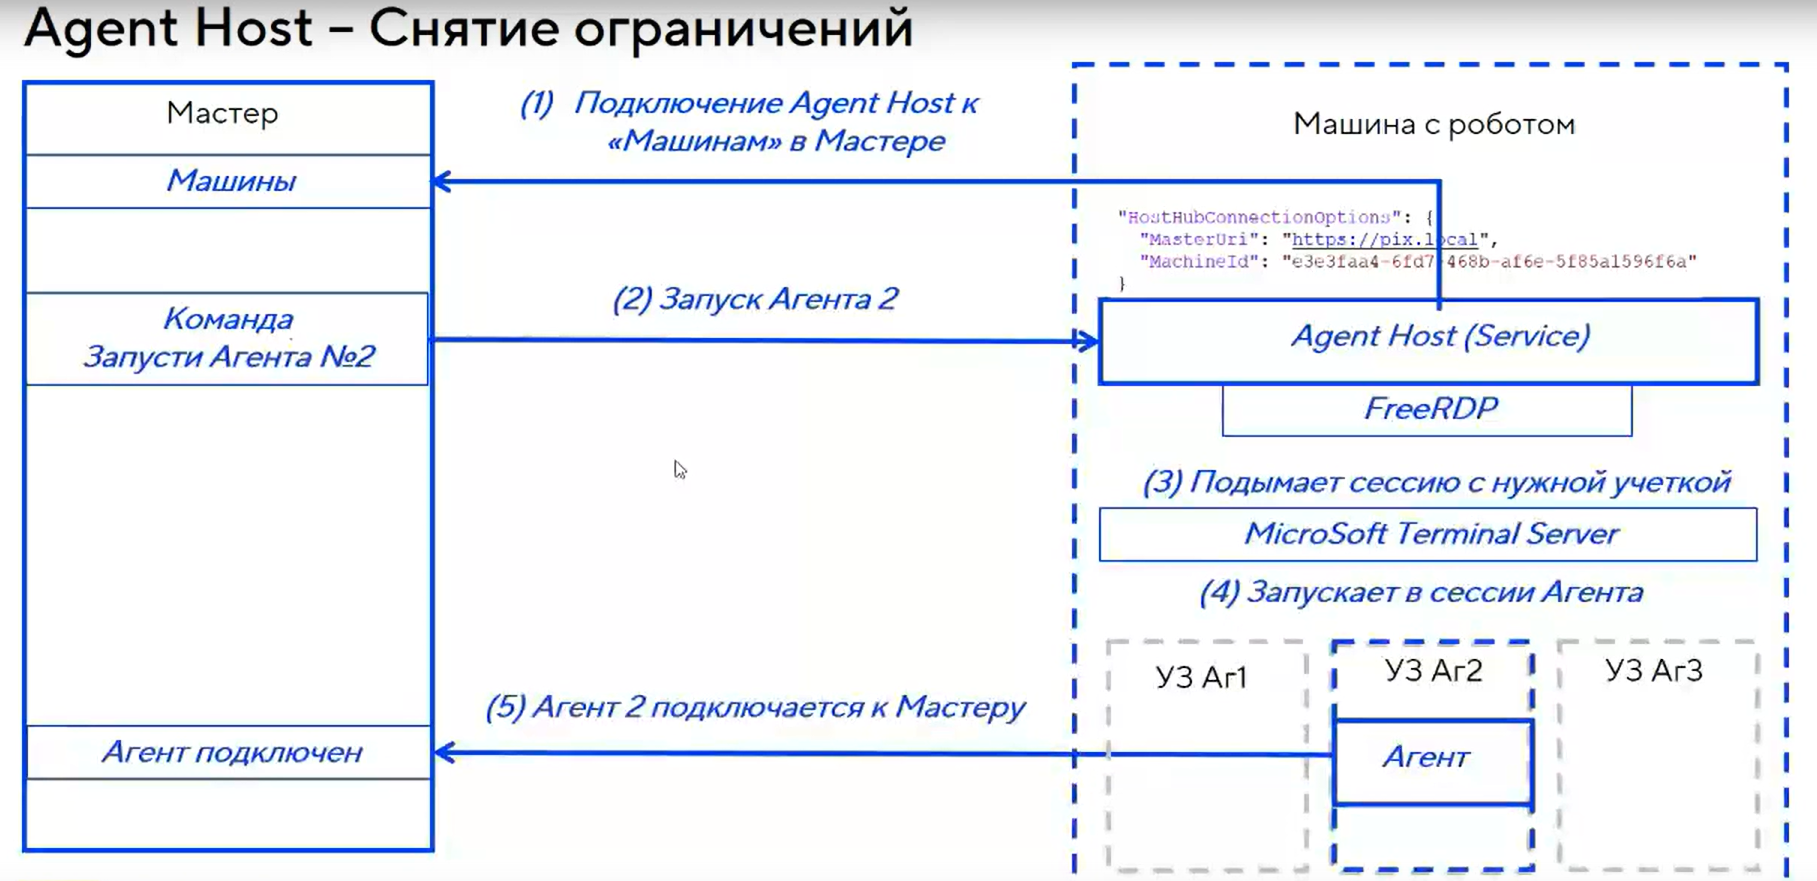 Agent Host – Снятие ограничений
Мастер
Машины
Команда
Запусти Агента №2
Агент подключен
(1) Подключение Agent Host к
«Машинам» в Мастере
(2) Запуск Агента 2
(5) Агент 2 подключается к Мастеру
Машина с роботом
"HostHubConnectionOptions": {
"MasterUri": "https://pix.local",
"MachineId": "e3e3faa4-6fd7-468b-af6e-5f85a1596f6a"
}
Agent Host (Service)
FreeRDP
(3) Подымает сессию с нужной учеткой
MicroSoft Terminal Server
(4) Запускает в сессии Агента
УЗ Аг1
УЗ Аг2
УЗ Аг3
Агент